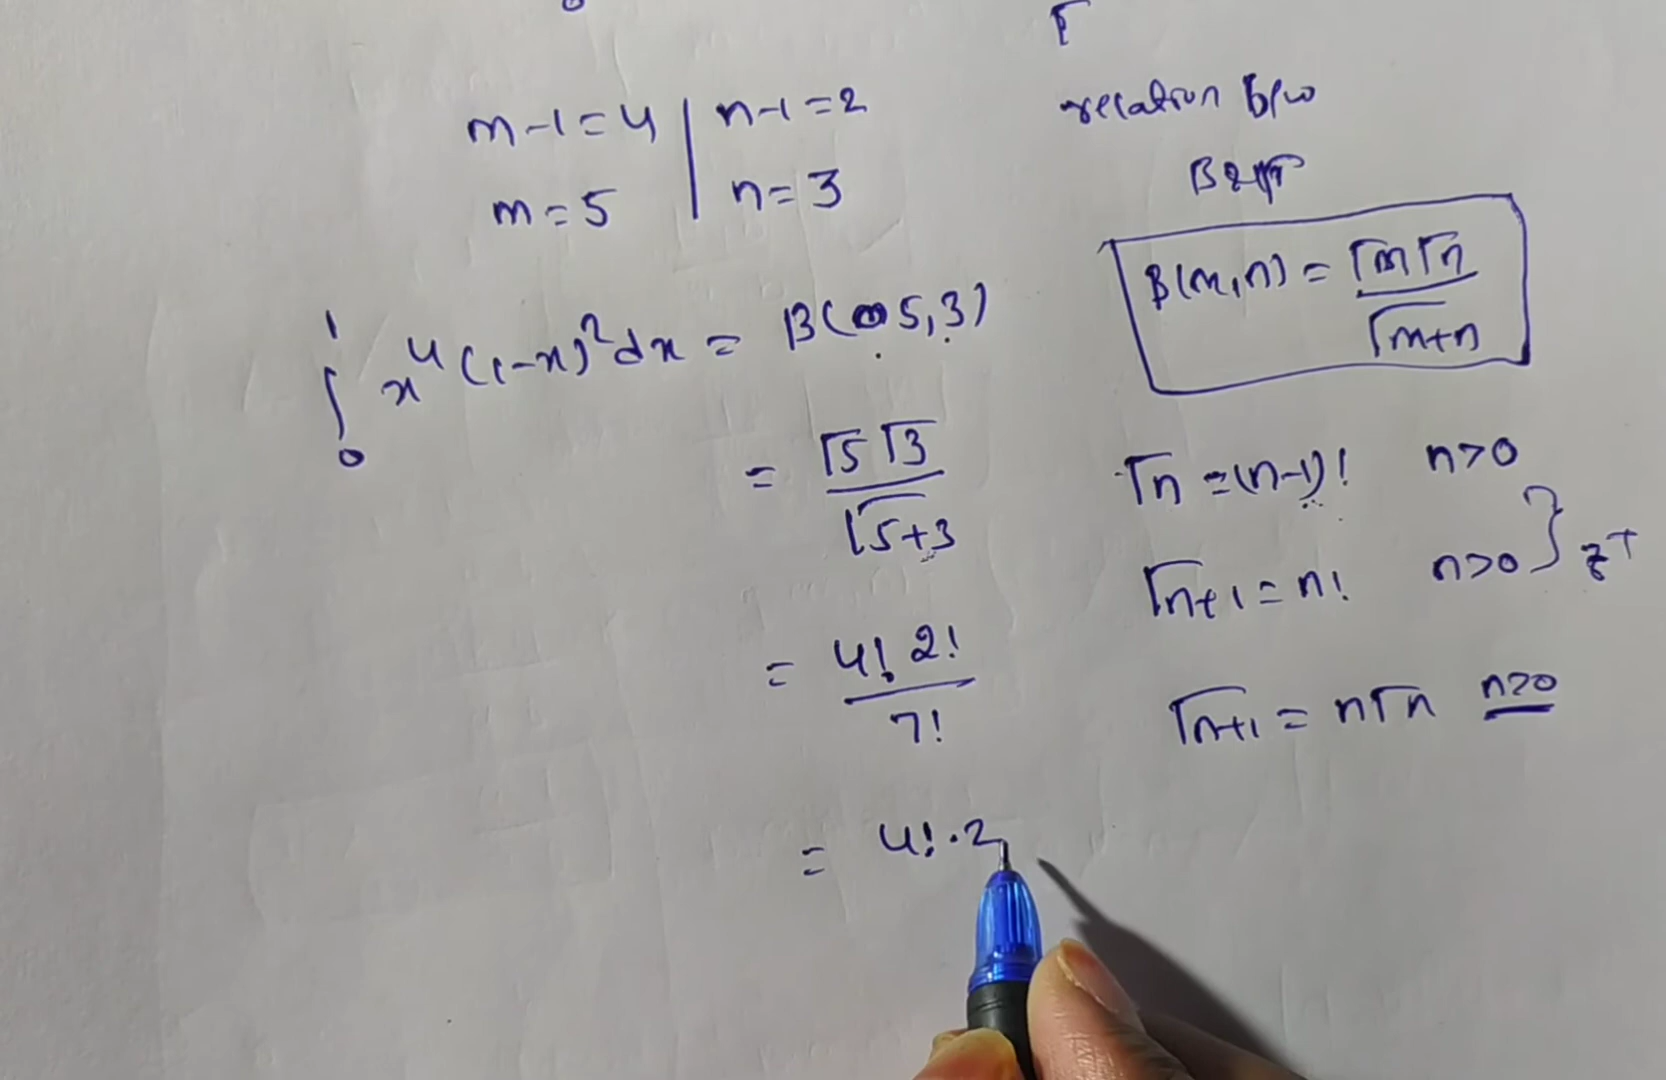 Γ
relation b/w
m-1=4 | n-1=2
m=5 | n=3
β(m,n) = Γm Γn / Γm+n
∫₀¹ x⁴ (1-x)² dx = β(5,3)
= Γ5 Γ3 / Γ5+3
Γn = (n-1)! n>0
Γn+1 = n! n>0 } z+
= 4! 2! / 7!
Γn+1 = nΓn n>0
= 4! · 2